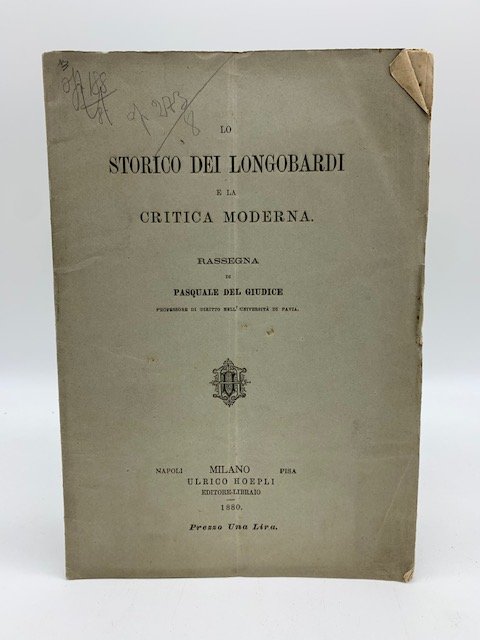 LO
STORICO DEI LONGOBARDI
E LA
CRITICA MODERNA.
RASSEGNA
DI
PASQUALE DEL GIUDICE
PROFESSORE DI DIRITTO NELL' UNIVERSITÀ DI PAVIA.
NAPOLI MILANO PISA
ULRICO HOEPLI
EDITORE-LIBRAIO
1880.
Prezzo Una Lira.